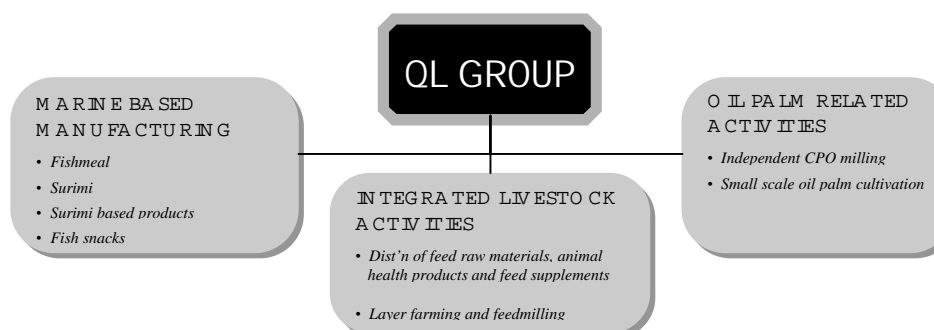 QL GROUP
MARINE BASED
MANUFACTURING
• Fishmeal
• Surimi
• Surimi based products
• Fish snacks
INTEGRATED LIVESTOCK
ACTIVITIES
• Dist'n of feed raw materials, animal
health products and feed supplements
• Layer farming and feedmilling
OIL PALM RELATED
ACTIVITIES
• Independent CPO milling
• Small scale oil palm cultivation